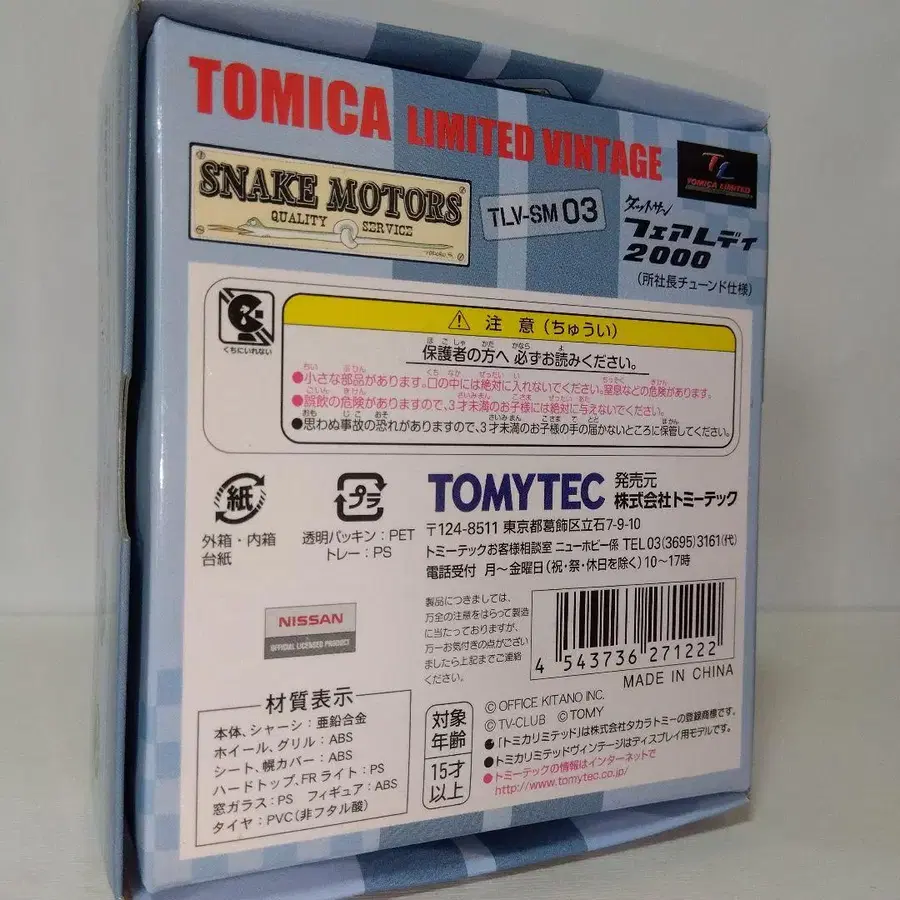 TOMICA LIMITED VINTAGE
TL
TOMICA LIMITED
SNAKE MOTORS
QUALITY SERVICE
TLV-SM 03
ダットサン
フェアレディ
2000
(所社長チューンド仕様)
くちにいれない
注意(ちゅうい)
保護者の方へ 必ずお読みください。
●小さな部品があります。口の中には絶対に入れないでください。窒息などの危険があります。
●誤飲の危険がありますので、3才未満のお子様には絶対に与えないでください。
●思わぬ事故の恐れがありますので、3才未満のお子様の手の届かないところに保管してください。
紙
外箱・内箱
台紙
プラ
透明パッキン:PET
トレー:PS
TOMYTEC 発売元 株式会社トミーテック
〒124-8511 東京都葛飾区立石7-9-10
トミーテックお客様相談室 ニューホビー係 TEL 03(3695)3161(代)
電話受付 月~金曜日(祝・祭・休日を除く)10~17時
NISSAN
OFFICIAL LICENSED PRODUCT
製品につきましては、
万全の注意をはらって製造
に当たっておりますが、
万一お気付きの点がござい
ましたら上記までご連絡
ください。
4 543736 271222
MADE IN CHINA
材質表示
本体、シャーシ:亜鉛合金
ホイール、グリル:ABS
シート、幌カバー:ABS
ハードトップ、FRライト:PS
窓ガラス:PS フィギュア:ABS
タイヤ:PVC(非フタル酸)
対象
年齢
15才
以上
©OFFICE KITANO INC.
©TV-CLUB ©TOMY
●「トミカリミテッド」は株式会社タカラトミーの登録商標です。
●トミカリミテッドヴィンテージはディスプレイ用モデルです。
●トミーテックの情報はインターネットで
http://www.tomytec.co.jp/